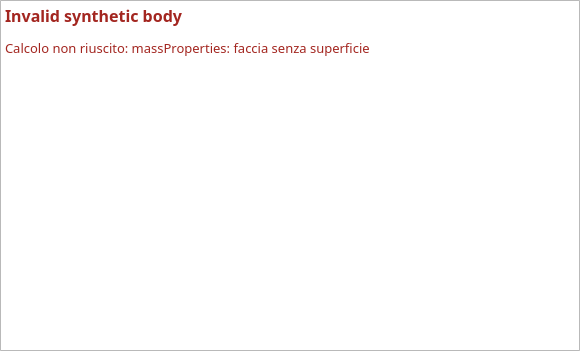 Invalid synthetic body
Calcolo non riuscito: massProperties: faccia senza superficie